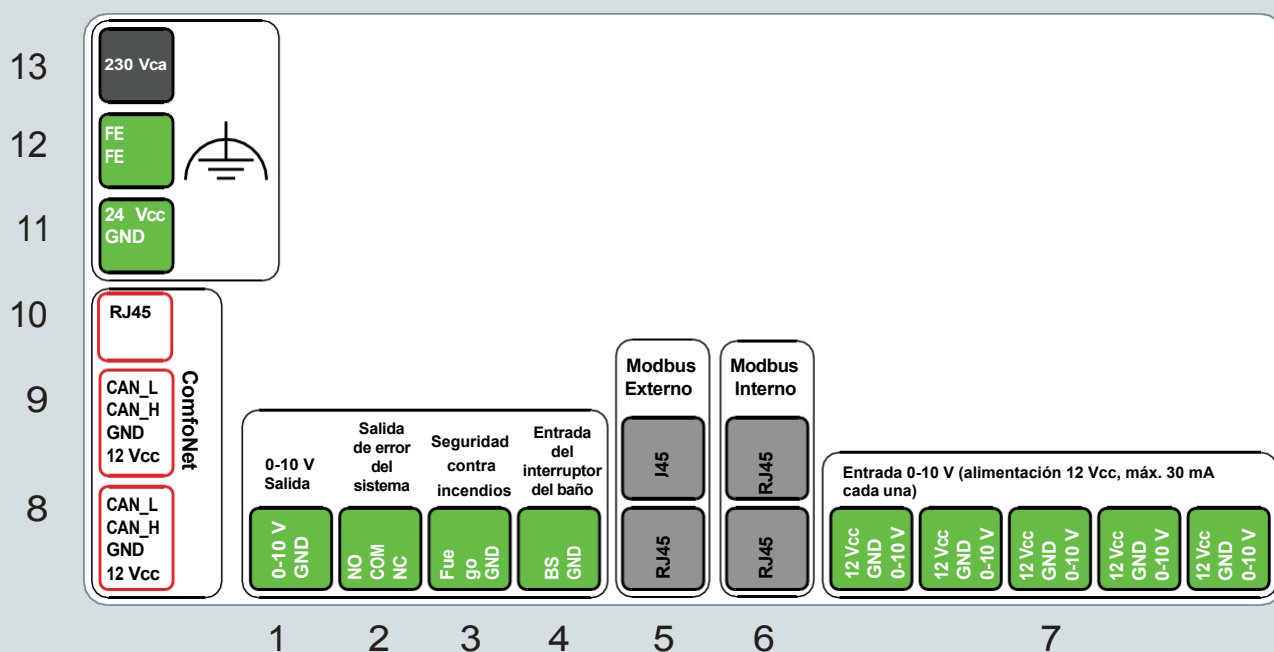 13
230 Vca
12
FE
FE
11
24 Vcc
GND
10
RJ45
9
CAN_L
CAN_H
GND
12 Vcc
ComfoNet
8
CAN_L
CAN_H
GND
12 Vcc
0-10 V
Salida
0-10 V
GND
Salida
de error
del
sistema
NO
COM
NC
Seguridad
contra
incendios
Fue
go
GND
Entrada
del
interruptor
del baño
BS
GND
Modbus
Externo
J45
RJ45
Modbus
Interno
RJ45
RJ45
Entrada 0-10 V (alimentación 12 Vcc, máx. 30 mA
cada una)
12 Vcc
GND
0-10 V
12 Vcc
GND
0-10 V
12 Vcc
GND
0-10 V
12 Vcc
GND
0-10 V
12 Vcc
GND
0-10 V
1
2
3
4
5
6
7